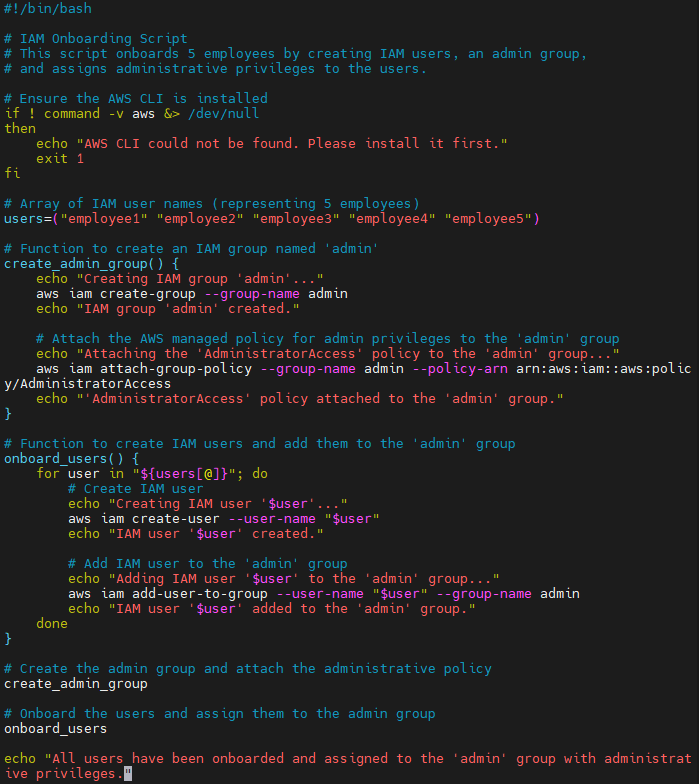 #!/bin/bash

# IAM Onboarding Script
# This script onboards 5 employees by creating IAM users, an admin group,
# and assigns administrative privileges to the users.

# Ensure the AWS CLI is installed
if ! command -v aws &> /dev/null
then
    echo "AWS CLI could not be found. Please install it first."
    exit 1
fi

# Array of IAM user names (representing 5 employees)
users=("employee1" "employee2" "employee3" "employee4" "employee5")

# Function to create an IAM group named 'admin'
create_admin_group() {
    echo "Creating IAM group 'admin'..."
    aws iam create-group --group-name admin
    echo "IAM group 'admin' created."

    # Attach the AWS managed policy for admin privileges to the 'admin' group
    echo "Attaching the 'AdministratorAccess' policy to the 'admin' group..."
    aws iam attach-group-policy --group-name admin --policy-arn arn:aws:iam::aws:polic
y/AdministratorAccess
    echo "'AdministratorAccess' policy attached to the 'admin' group."
}

# Function to create IAM users and add them to the 'admin' group
onboard_users() {
    for user in "${users[@]}"; do
        # Create IAM user
        echo "Creating IAM user '$user'..."
        aws iam create-user --user-name "$user"
        echo "IAM user '$user' created."

        # Add IAM user to the 'admin' group
        echo "Adding IAM user '$user' to the 'admin' group..."
        aws iam add-user-to-group --user-name "$user" --group-name admin
        echo "IAM user '$user' added to the 'admin' group."
    done
}

# Create the admin group and attach the administrative policy
create_admin_group

# Onboard the users and assign them to the admin group
onboard_users

echo "All users have been onboarded and assigned to the 'admin' group with administrat
ive privileges."